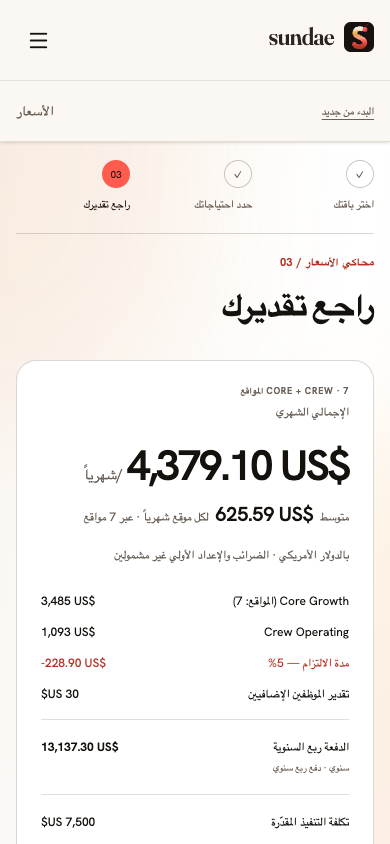 sundae
الأسعار
البدء من جديد
اختر باقتك
حدد احتياجاتك
03
راجع تقديرك
محاكي الأسعار / 03
راجع تقديرك
CORE + CREW · 7 المواقع
الإجمالي الشهري
4,379.10 US$ /شهرياً
متوسط 625.59 US$ لكل موقع شهرياً · عبر 7 مواقع
بالدولار الأمريكي · الضرائب والإعداد الأولي غير مشمولين
Core Growth (المواقع: 7) 3,485 US$
Crew Operating 1,093 US$
مدة الالتزام — 5% -228.90 US$
تقدير الموظفين الإضافيين $US 30
الدفعة ربع السنوية 13,137.30 US$
سنوي · دفع ربع سنوي
تكلفة التنفيذ المقدّرة $US 7,500